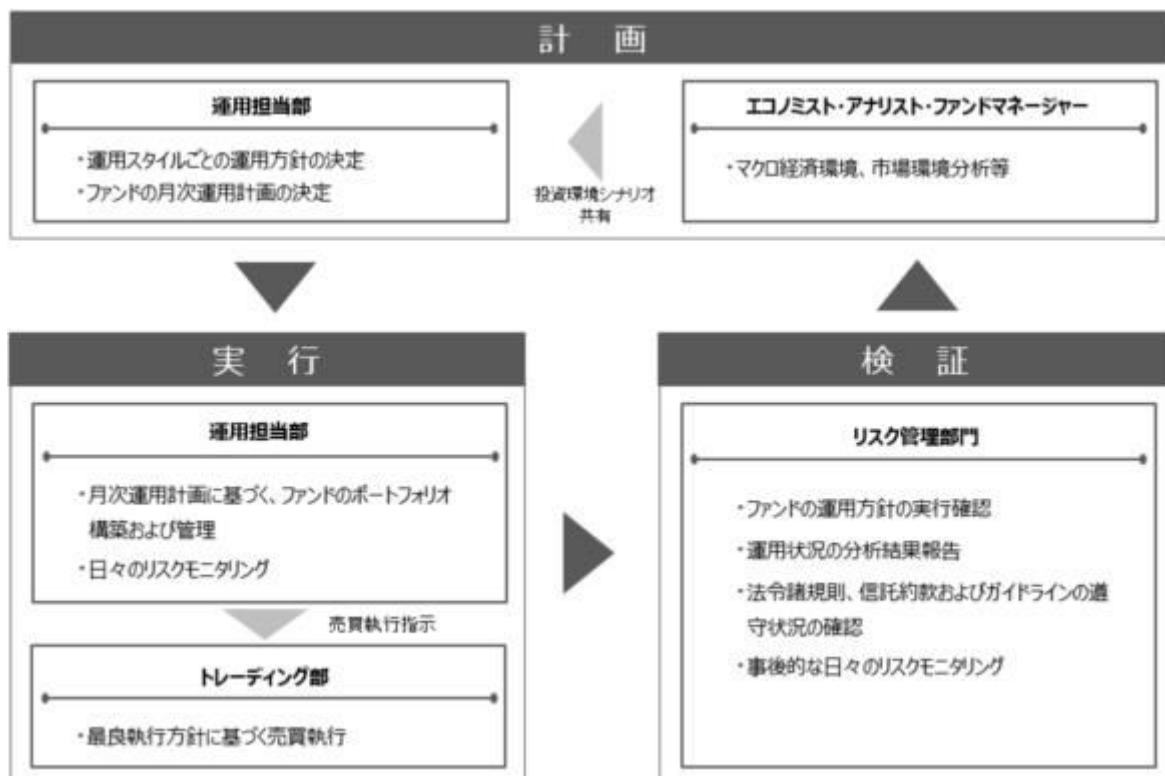 計 画
運用担当部
・運用スタイルごとの運用方針の決定
・ファンドの月次運用計画の決定
投資環境シナリオ
共有
エコノミスト・アナリスト・ファンドマネージャー
・マクロ経済環境、市場環境分析等
実 行
運用担当部
・月次運用計画に基づく、ファンドのポートフォリオ
構築および管理
・日々のリスクモニタリング
売買執行指示
トレーディング部
・最良執行方針に基づく売買執行
検 証
リスク管理部門
・ファンドの運用方針の実行確認
・運用状況の分析結果報告
・法令諸規則、信託約款およびガイドラインの遵
守状況の確認
・事後的な日々のリスクモニタリング